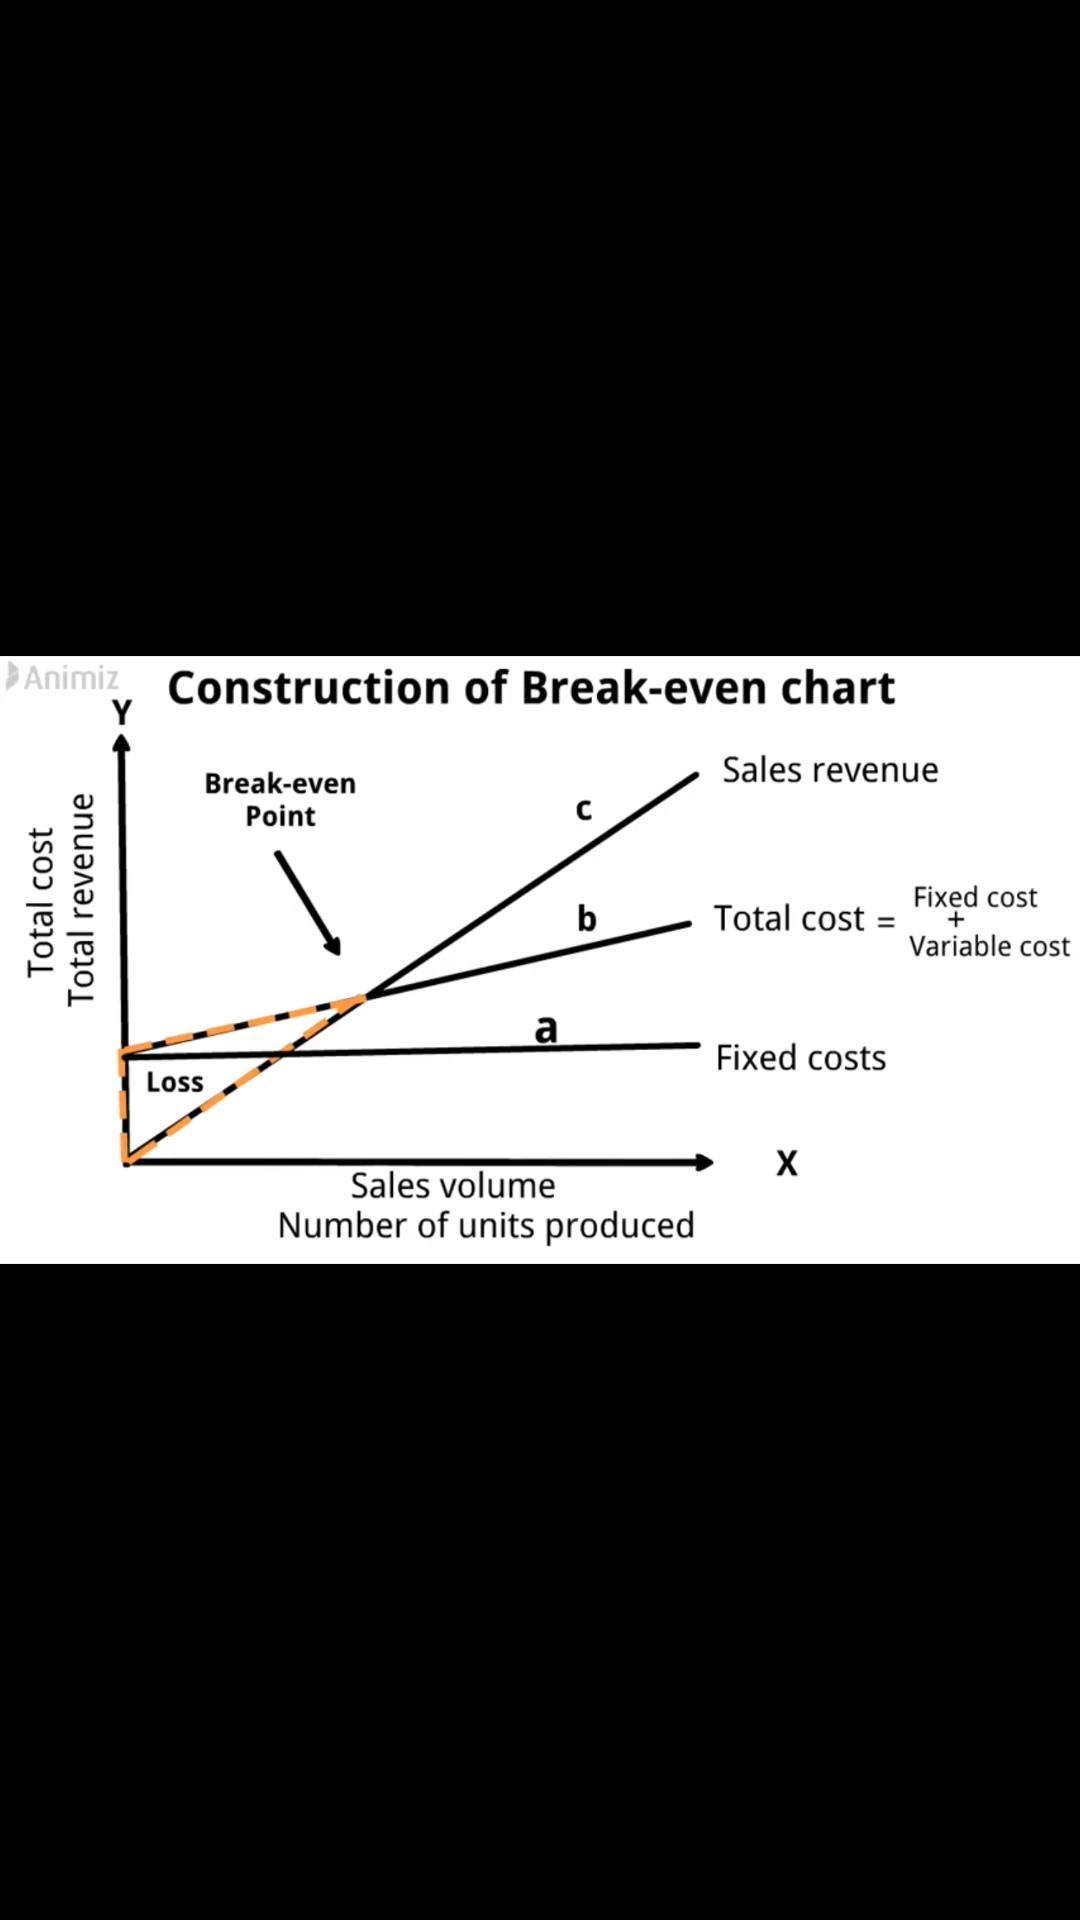 Animiz
Construction of Break-even chart
Y
Total cost
Total revenue
Break-even
Point
c
Sales revenue
b
Total cost = Fixed cost
+
Variable cost
a
Fixed costs
Loss
X
Sales volume
Number of units produced